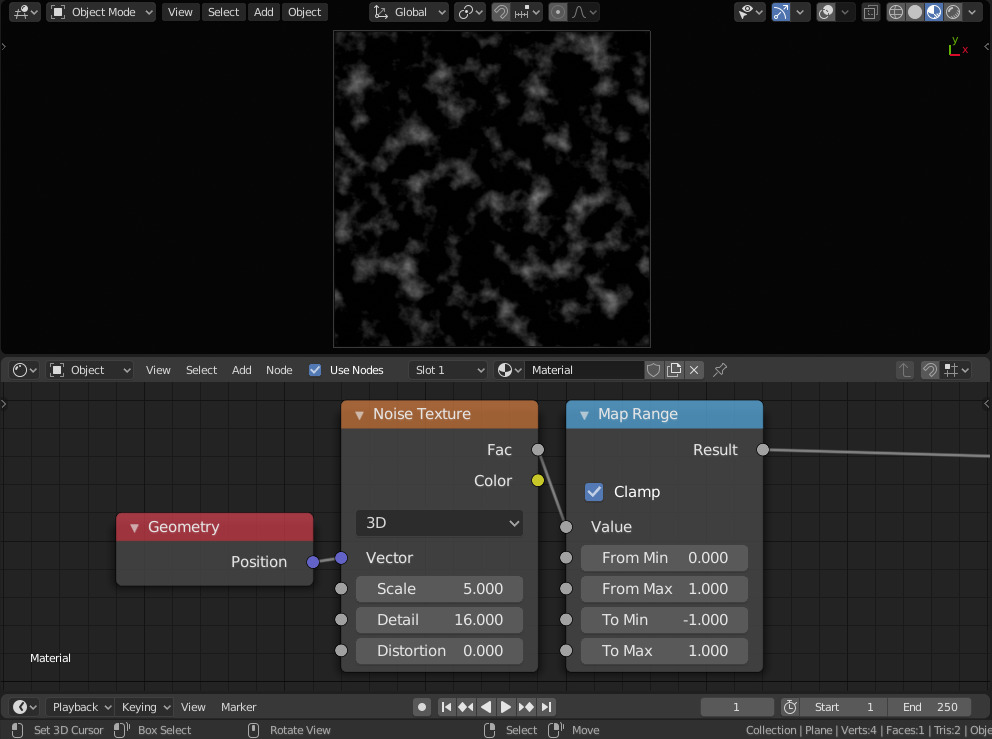 Object Mode View Select Add Object Global
y
x
Object View Select Add Node Use Nodes Slot 1 Material
Noise Texture
Fac
Color
3D
Vector
Scale 5.000
Detail 16.000
Distortion 0.000
Map Range
Result
Clamp
Value
From Min 0.000
From Max 1.000
To Min -1.000
To Max 1.000
Geometry
Position
Material
Playback Keying View Marker 1 Start 1 End 250
Set 3D Cursor Box Select Rotate View Select Move Collection | Plane | Verts:4 | Faces:1 | Tris:2 | Obje